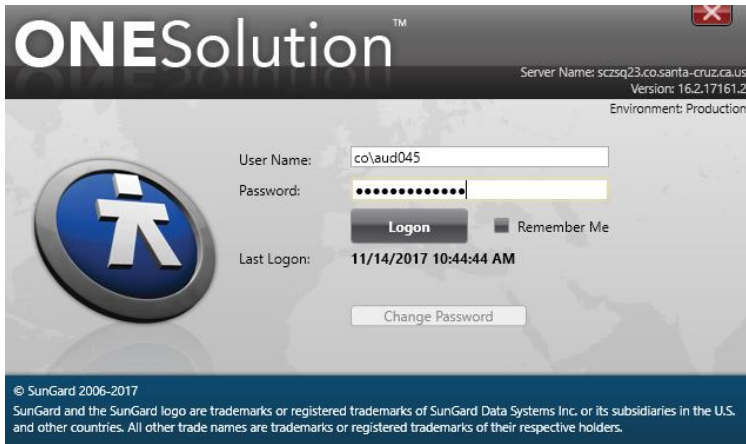 ONESolution™
Server Name: sczsq23.co.santa-cruz.ca.us
Version: 16.2.17161.2
Environment: Production
User Name: co\aud045
Password: ●●●●●●●●●●●●●
Logon Remember Me
Last Logon: 11/14/2017 10:44:44 AM
Change Password
© SunGard 2006-2017
SunGard and the SunGard logo are trademarks or registered trademarks of SunGard Data Systems Inc. or its subsidiaries in the U.S.
and other countries. All other trade names are trademarks or registered trademarks of their respective holders.